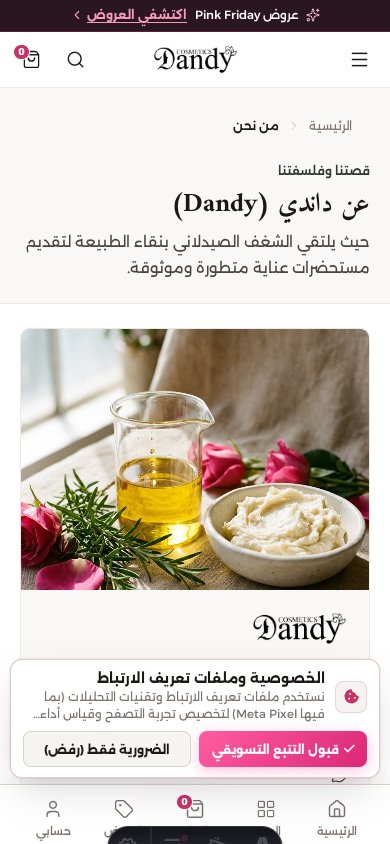 عروض Pink Friday اكتشفي العروض
0
COSMETICS
Dandy
الرئيسية من نحن
قصتنا وفلسفتنا
عن داندي (Dandy)
حيث يلتقي الشغف الصيدلاني بنقاء الطبيعة لتقديم
مستحضرات عناية متطورة وموثوقة.
COSMETICS
Dandy
الخصوصية وملفات تعريف الارتباط
نستخدم ملفات تعريف الارتباط وتقنيات التحليلات (بما
فيها Meta Pixel) لتخصيص تجربة التصفح وقياس أداء...
قبول التتبع التسويقي
الضرورية فقط (رفض)
0
الرئيسية
حسابي